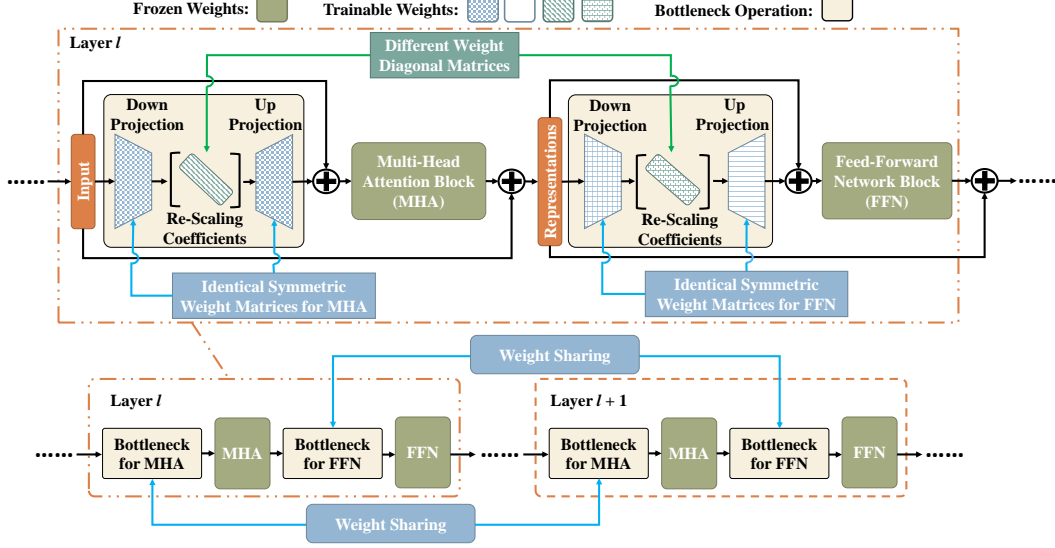 Frozen Weights:
Trainable Weights:
Bottleneck Operation:
Layer l
Different Weight
Diagonal Matrices
Down
Projection
Up
Projection
Input
Re-Scaling
Coefficients
Multi-Head
Attention Block
(MHA)
Representations
Down
Projection
Up
Projection
Re-Scaling
Coefficients
Feed-Forward
Network Block
(FFN)
Identical Symmetric
Weight Matrices for MHA
Identical Symmetric
Weight Matrices for FFN
Weight Sharing
Layer l
Bottleneck
for MHA
MHA
Bottleneck
for FFN
FFN
Layer l + 1
Bottleneck
for MHA
MHA
Bottleneck
for FFN
FFN
Weight Sharing